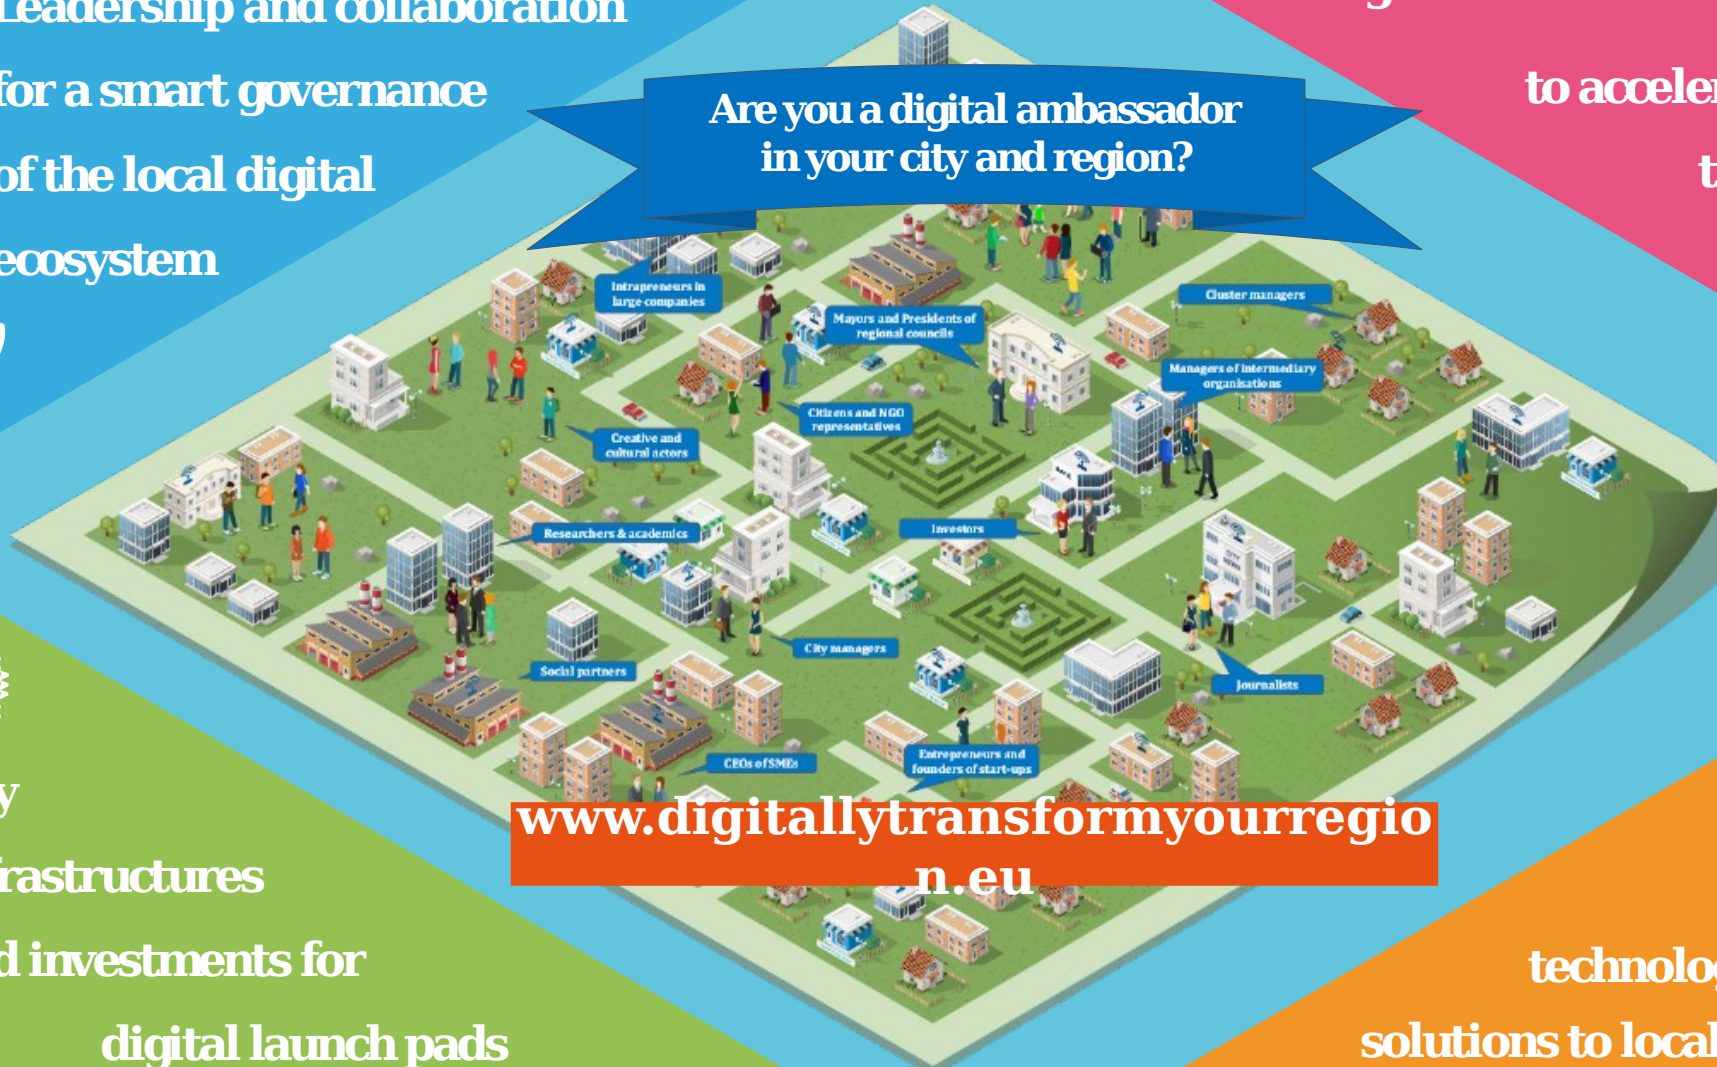 Leadership and collaboration
for a smart governance
of the local digital
ecosystem
to
Are you a digital ambassador
in your city and region?
Intrapreneurs in
large companies
Mayors and Presidents of
regional councils
Cluster managers
Managers of intermediary
organisations
Citizens and NGO
representatives
Creative and
cultural actors
Researchers & academics
Investors
City managers
Social partners
Journalists
CEOs of SMEs
Entrepreneurs and
founders of start-ups
www.digitallytransformyourregio
n.eu
investments for
digital launch pads
solutions to local